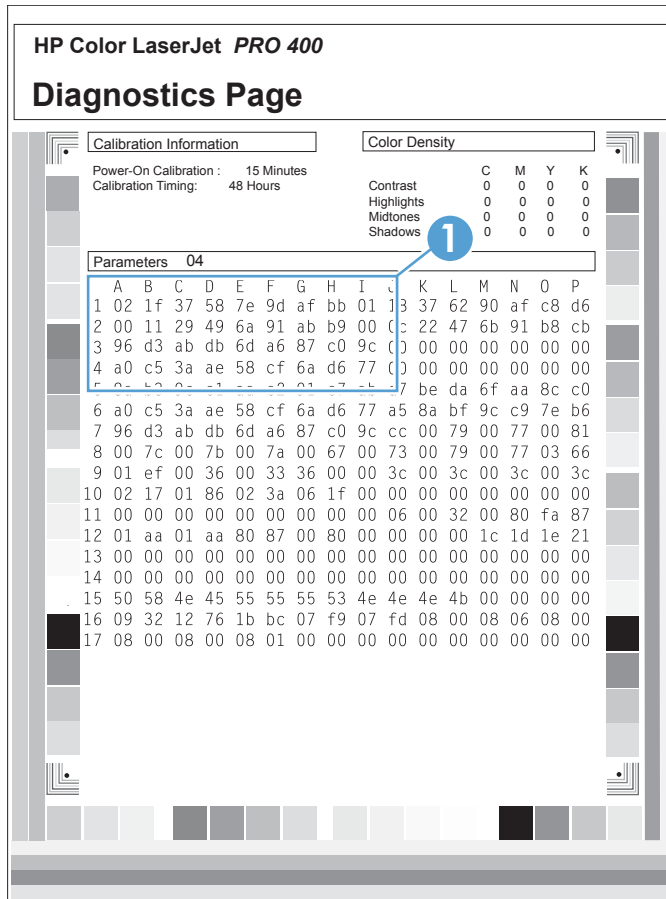 HP Color LaserJet PRO 400
Diagnostics Page
Calibration Information
Color Density
Power-On Calibration : 15 Minutes
Calibration Timing: 48 Hours
C M Y K
Contrast 0 0 0 0
Highlights 0 0 0 0
Midtones 0 0 0 0
Shadows 0 0 0 0
1
Parameters 04
A B C D E F G H I K L M N O P
1 02 1f 37 58 7e 9d af bb 01 37 62 90 af c8 d6
2 00 11 29 49 6a 91 ab b9 00 22 47 6b 91 b8 cb
3 96 d3 ab db 6d a6 87 c0 9c 00 00 00 00 00 00
4 a0 c5 3a ae 58 cf 6a d6 77 00 00 00 00 00 00
be da 6f aa 8c c0
6 a0 c5 3a ae 58 cf 6a d6 77 a5 8a bf 9c c9 7e b6
7 96 d3 ab db 6d a6 87 c0 9c cc 00 79 00 77 00 81
8 00 7c 00 7b 00 7a 00 67 00 73 00 79 00 77 03 66
9 01 ef 00 36 00 33 36 00 00 3c 00 3c 00 3c 00 3c
10 02 17 01 86 02 3a 06 1f 00 00 00 00 00 00 00 00
11 00 00 00 00 00 00 00 00 00 06 00 32 00 80 fa 87
12 01 aa 01 aa 80 87 00 80 00 00 00 00 1c 1d 1e 21
13 00 00 00 00 00 00 00 00 00 00 00 00 00 00 00 00
14 00 00 00 00 00 00 00 00 00 00 00 00 00 00 00 00
15 50 58 4e 45 55 55 55 53 4e 4e 4e 4b 00 00 00 00
16 09 32 12 76 1b bc 07 f9 07 fd 08 00 08 06 08 00
17 08 00 08 00 08 01 00 00 00 00 00 00 00 00 00 00